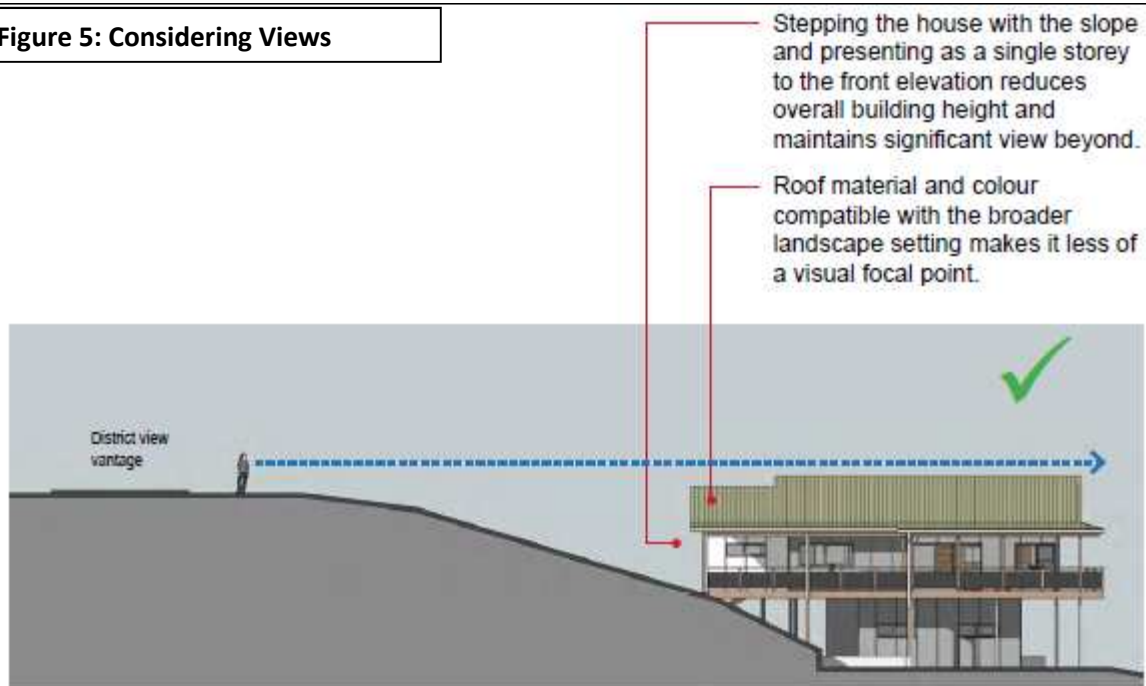 Figure 5: Considering Views
Stepping the house with the slope
and presenting as a single storey
to the front elevation reduces
overall building height and
maintains significant view beyond.
Roof material and colour
compatible with the broader
landscape setting makes it less of
a visual focal point.
District view
vantage